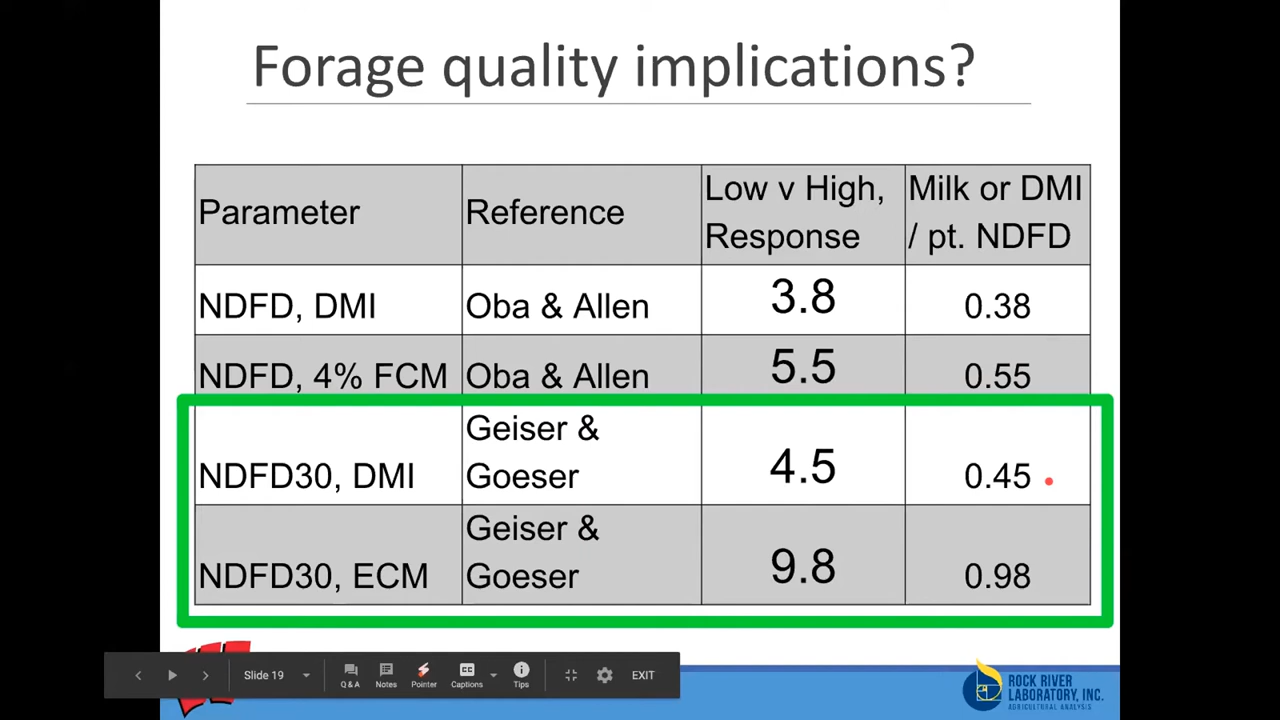 Forage quality implications?
Parameter
Reference
Low v High,
Response
Milk or DMI
/ pt. NDFD
NDFD, DMI
Oba & Allen
3.8
0.38
NDFD, 4% FCM
Oba & Allen
5.5
0.55
NDFD30, DMI
Geiser &
Goeser
4.5
0.45
NDFD30, ECM
Geiser &
Goeser
9.8
0.98
Slide 19
Q & A
Notes
Pointer
CC
Captions
Tips
EXIT
ROCK RIVER
LABORATORY, INC.
AGRICULTURAL ANALYSIS